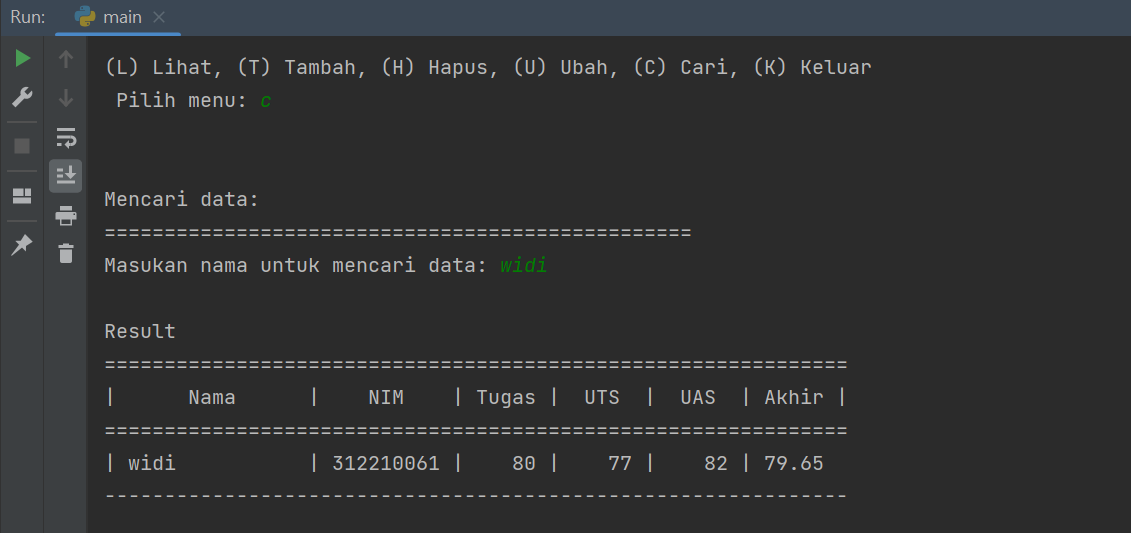 Run: main
(L) Lihat, (T) Tambah, (H) Hapus, (U) Ubah, (C) Cari, (K) Keluar
Pilih menu: c
Mencari data:
=================================================
Masukan nama untuk mencari data: widi
Result
==============================================================
|      Nama      |    NIM    | Tugas |  UTS  |  UAS  | Akhir |
==============================================================
| widi           | 312210061 |    80 |    77 |    82 | 79.65
--------------------------------------------------------------